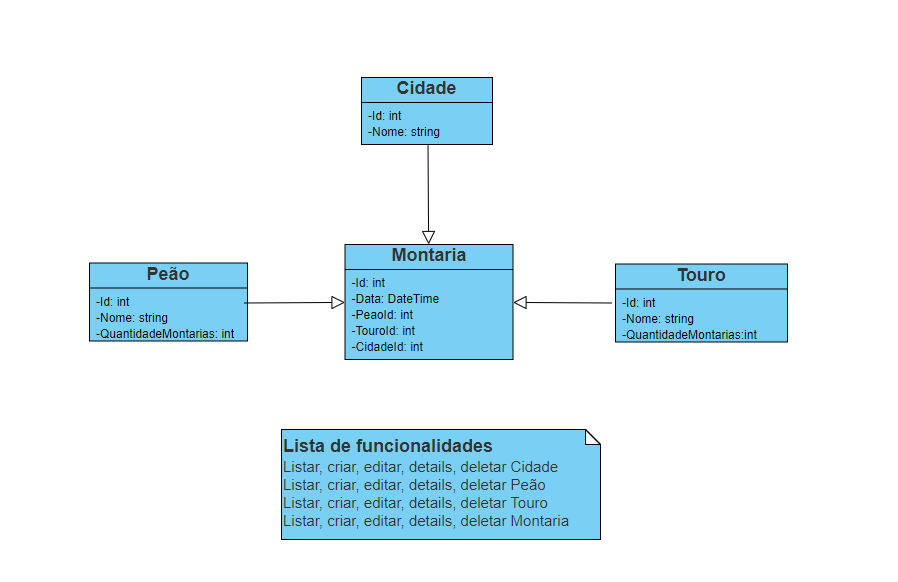 Cidade
-Id: int
-Nome: string
Montaria
-Id: int
-Data: DateTime
-PeaoId: int
-TouroId: int
-CidadeId: int
Peão
-Id: int
-Nome: string
-QuantidadeMontarias: int
Touro
-Id: int
-Nome: string
-QuantidadeMontarias:int
Lista de funcionalidades
Listar, criar, editar, details, deletar Cidade
Listar, criar, editar, details, deletar Peão
Listar, criar, editar, details, deletar Touro
Listar, criar, editar, details, deletar Montaria